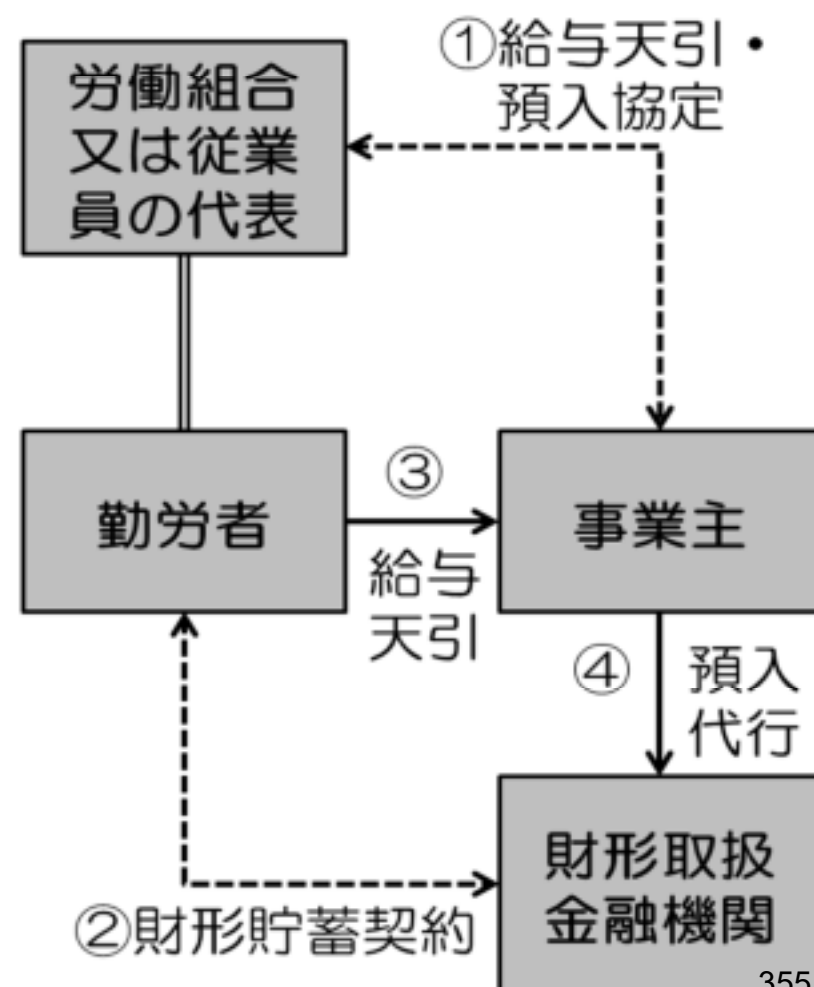 ①給与天引・
預入協定
労働組合
又は従業
員の代表
勤労者
③
給与
天引
事業主
④
預入
代行
②財形貯蓄契約
財形取扱
金融機関
355